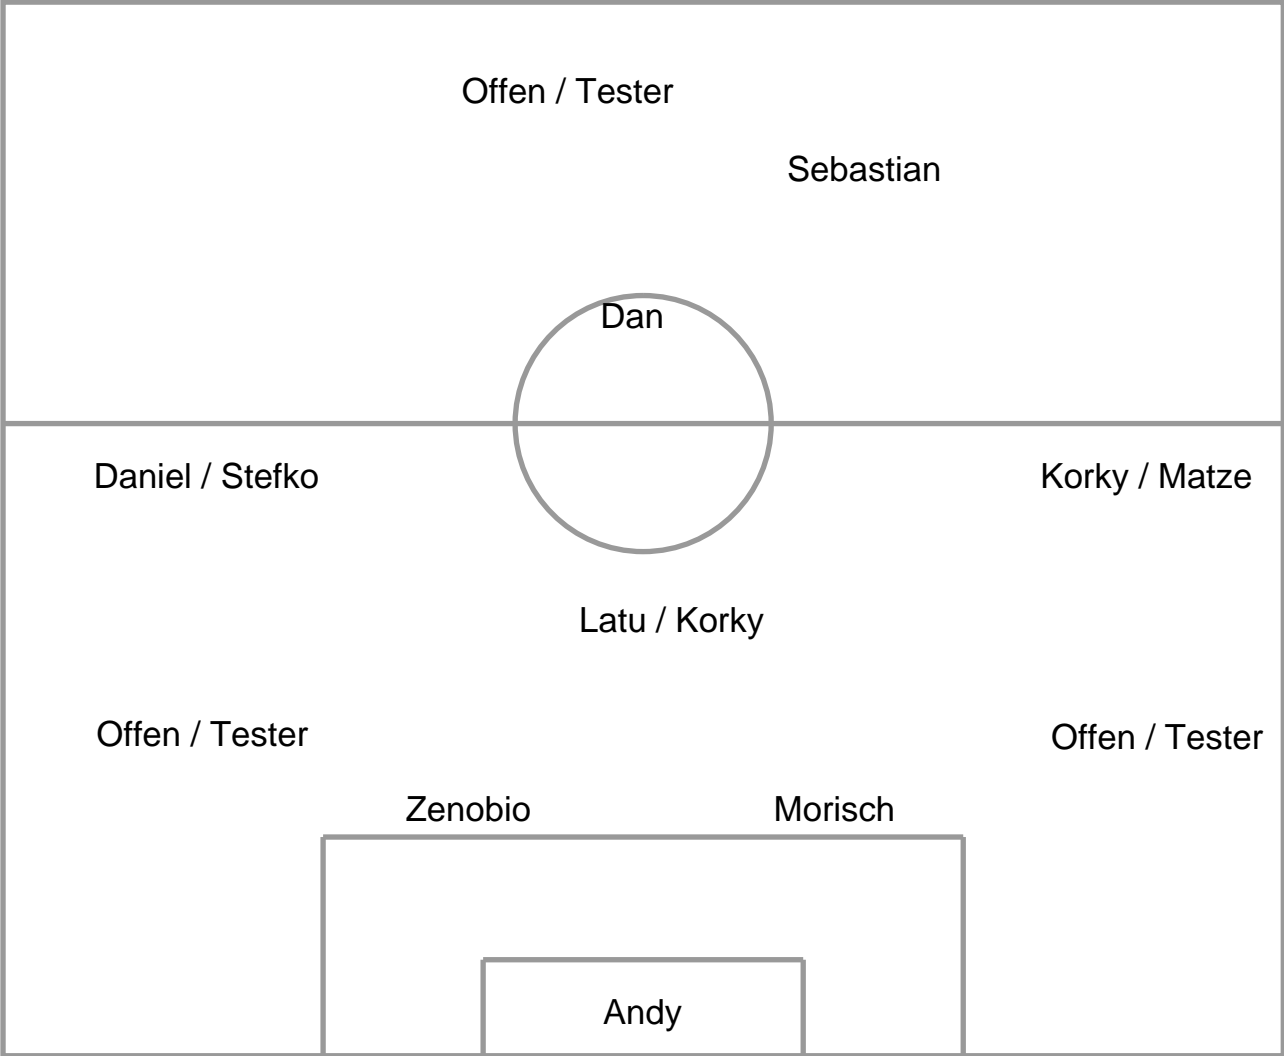 Offen / Tester
Sebastian
Dan
Daniel / Stefko
Korky / Matze
Latu / Korky
Offen / Tester
Offen / Tester
Zenobio
Morisch
Andy